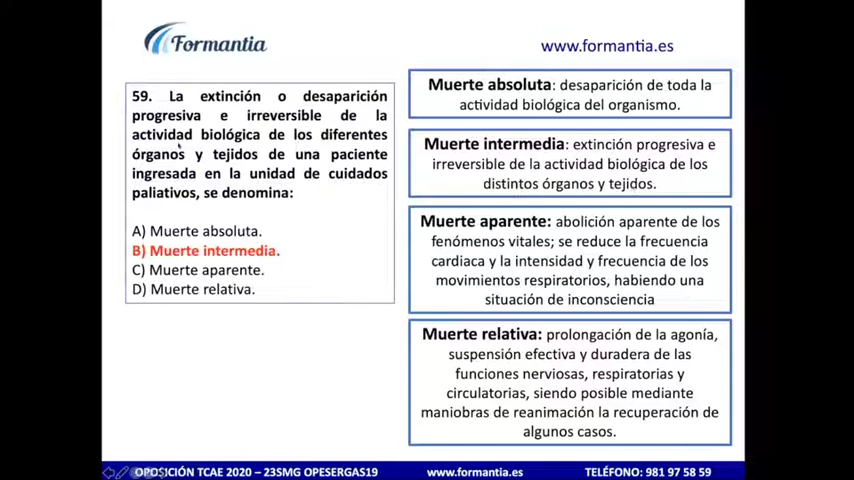 Formantia
www.formantia.es
59. La extinción o desaparición
progresiva e irreversible de la
actividad biológica de los diferentes
órganos y tejidos de una paciente
ingresada en la unidad de cuidados
paliativos, se denomina:
A) Muerte absoluta.
B) Muerte intermedia.
C) Muerte aparente.
D) Muerte relativa.
Muerte absoluta: desaparición de toda la
actividad biológica del organismo.
Muerte intermedia: extinción progresiva e
irreversible de la actividad biológica de los
distintos órganos y tejidos.
Muerte aparente: abolición aparente de los
fenómenos vitales; se reduce la frecuencia
cardiaca y la intensidad y frecuencia de los
movimientos respiratorios, habiendo una
situación de inconsciencia
Muerte relativa: prolongación de la agonía,
suspensión efectiva y duradera de las
funciones nerviosas, respiratorias y
circulatorias, siendo posible mediante
maniobras de reanimación la recuperación de
algunos casos.
OPOSICIÓN TCAE 2020 – 23SMG OPESERGAS19
www.formantia.es
TELÉFONO: 981 97 58 59